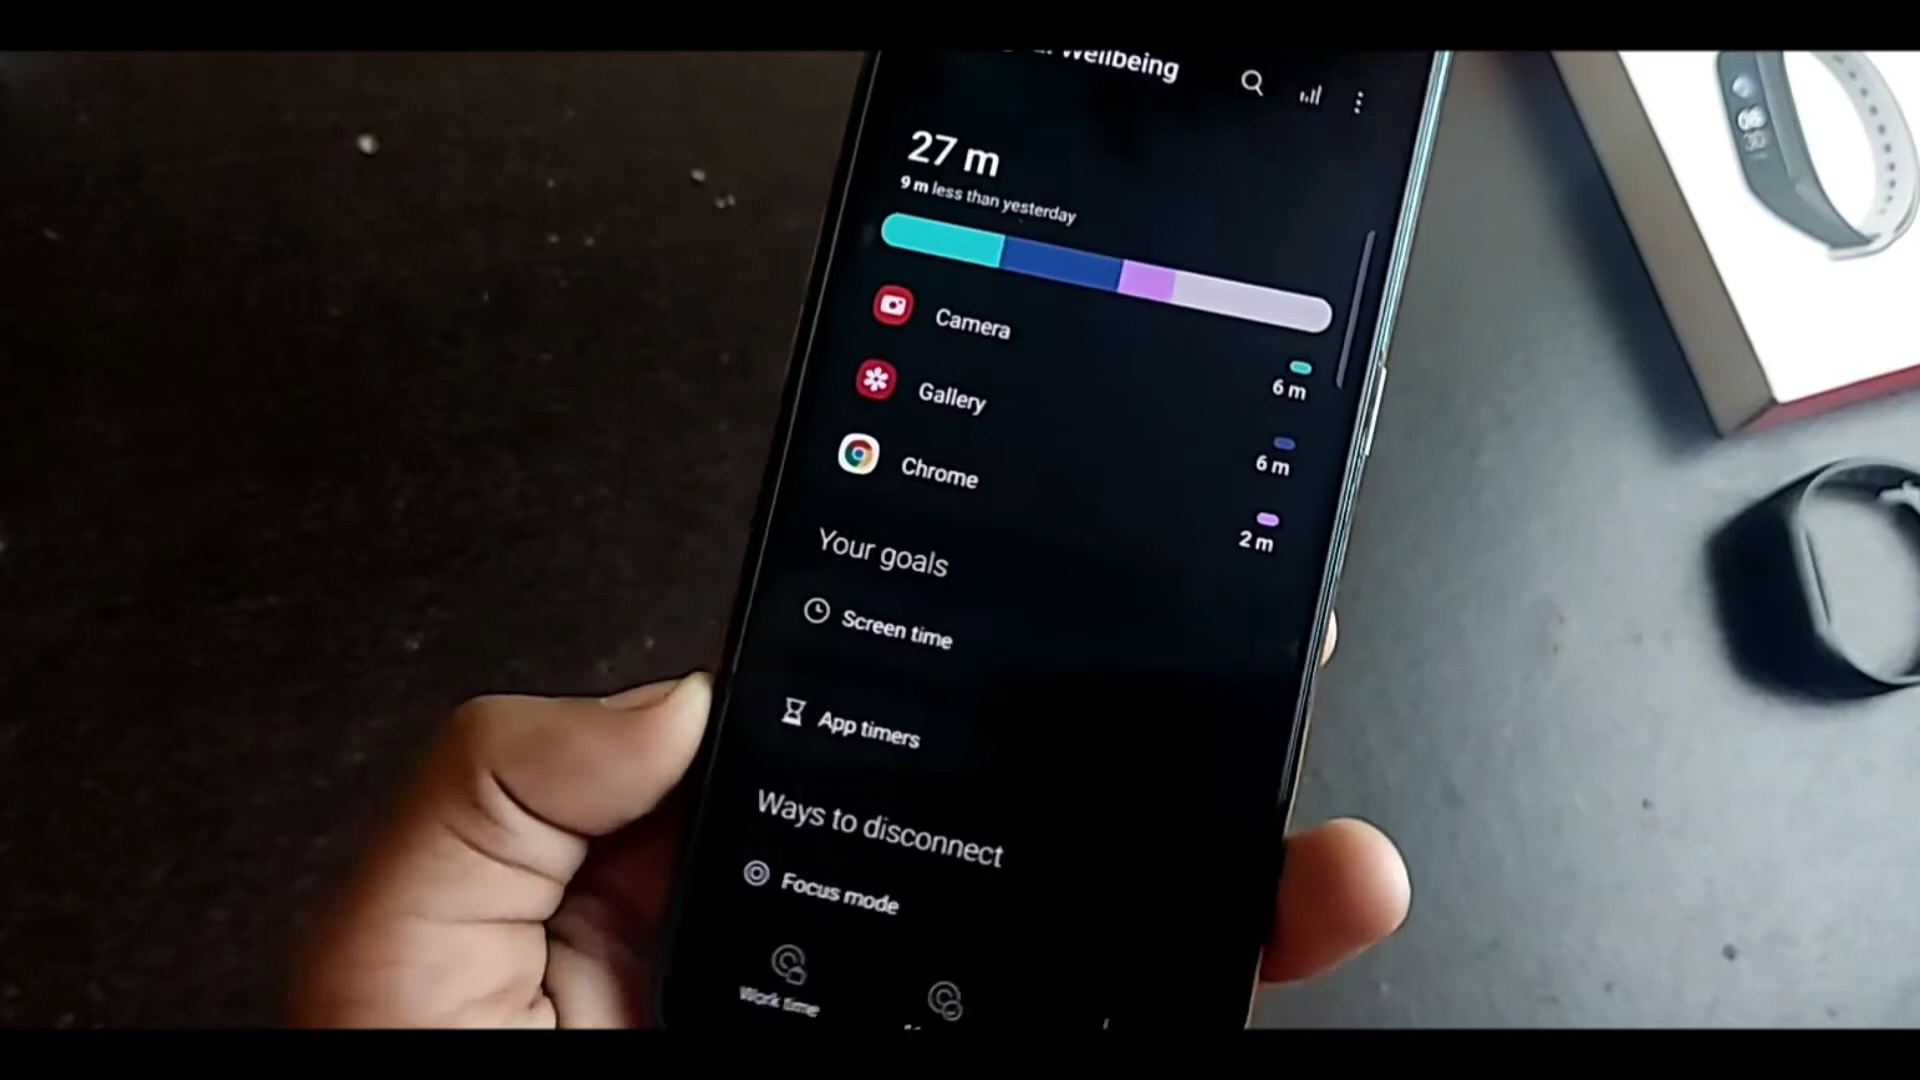 Wellbeing
27 m
9 m less than yesterday
Camera
6 m
Gallery
6 m
Chrome
2 m
Your goals
Screen time
App timers
Ways to disconnect
Focus mode
Work time